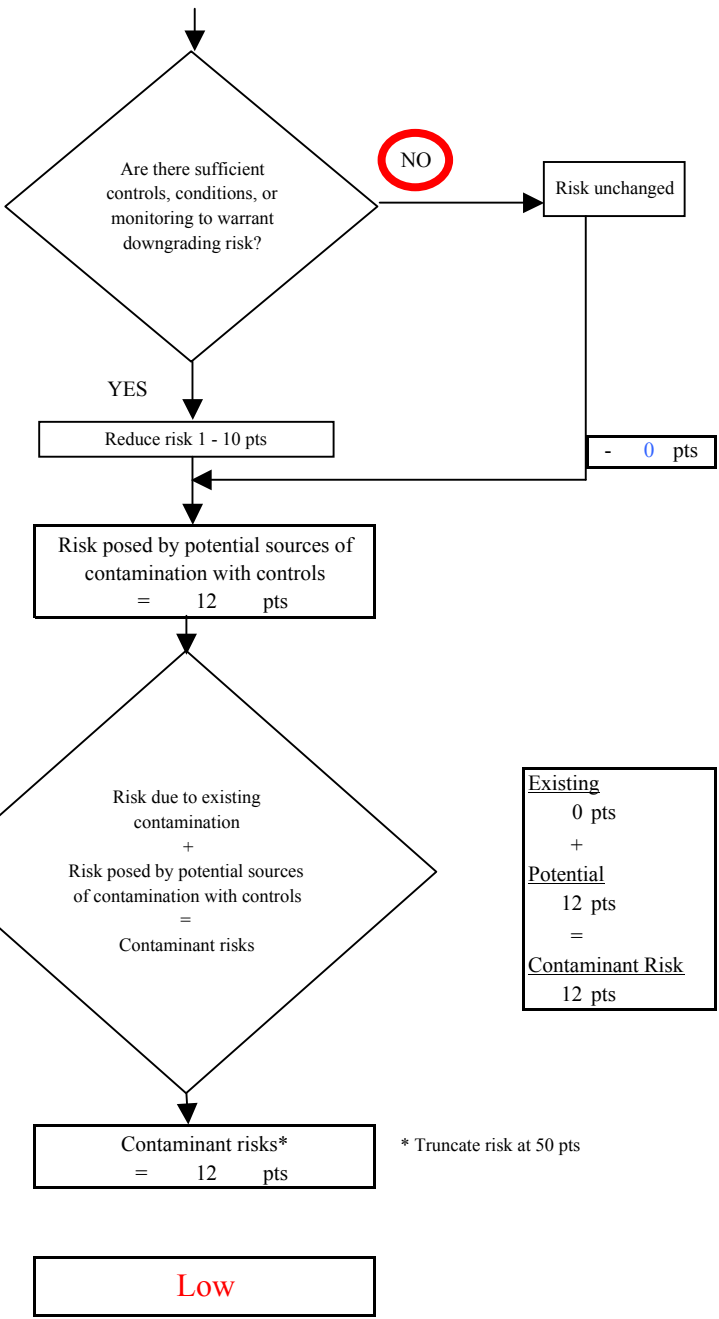 Are there sufficient
controls, conditions, or
monitoring to warrant
downgrading risk?
NO
Risk unchanged
YES
Reduce risk 1 - 10 pts
- 0 pts
Risk posed by potential sources of
contamination with controls
= 12 pts
Risk due to existing
contamination
+
Risk posed by potential sources
of contamination with controls
=
Contaminant risks
Existing
0 pts
+
Potential
12 pts
=
Contaminant Risk
12 pts
Contaminant risks*
= 12 pts
* Truncate risk at 50 pts
Low